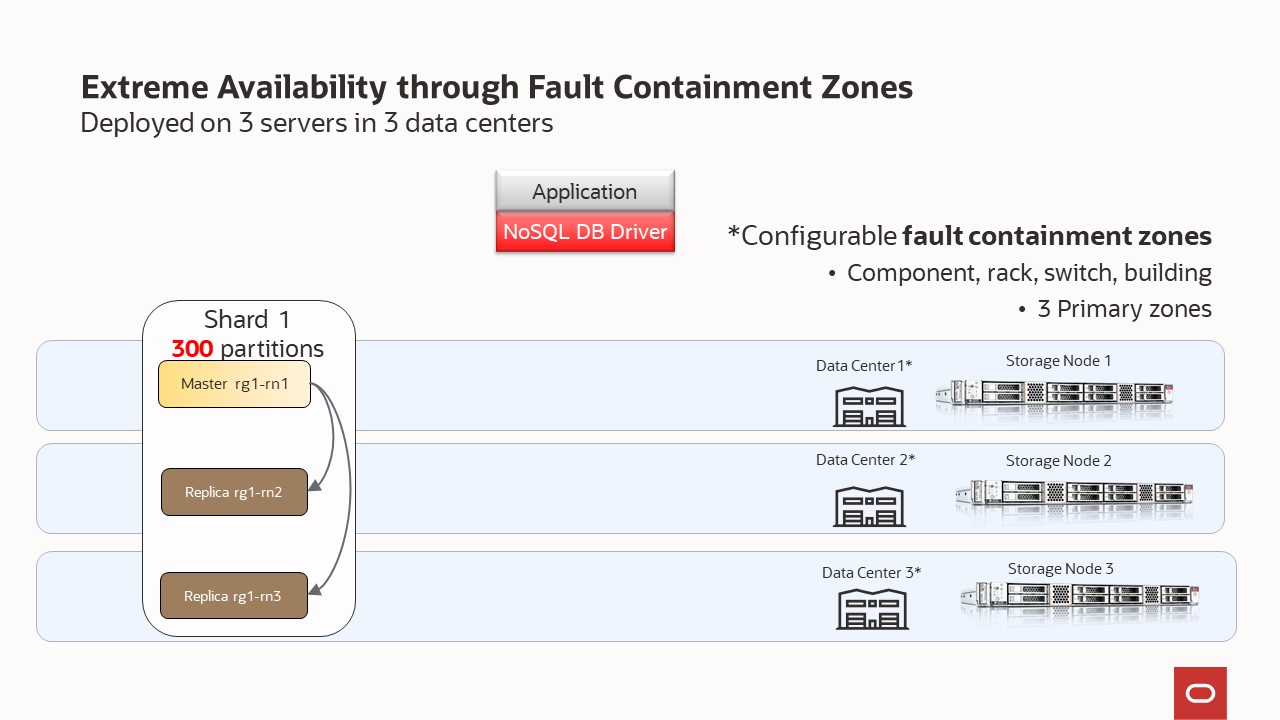 Extreme Availability through Fault Containment Zones
Deployed on 3 servers in 3 data centers
Application
NoSQL DB Driver
*Configurable fault containment zones
• Component, rack, switch, building
• 3 Primary zones
Shard 1
300 partitions
Master rg1-rn1
Data Center1*
Storage Node 1
Replica rg1-rn2
Data Center 2*
Storage Node 2
Replica rg1-rn3
Data Center 3*
Storage Node 3